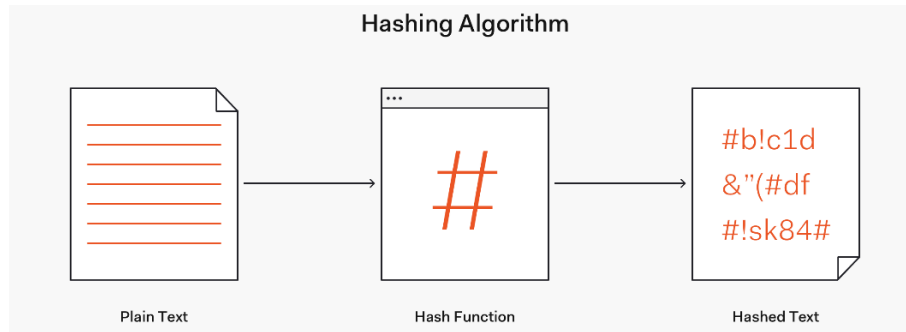 Hashing Algorithm
#
#b!c1d
&”(#df
#!sk84#
Plain Text
Hash Function
Hashed Text